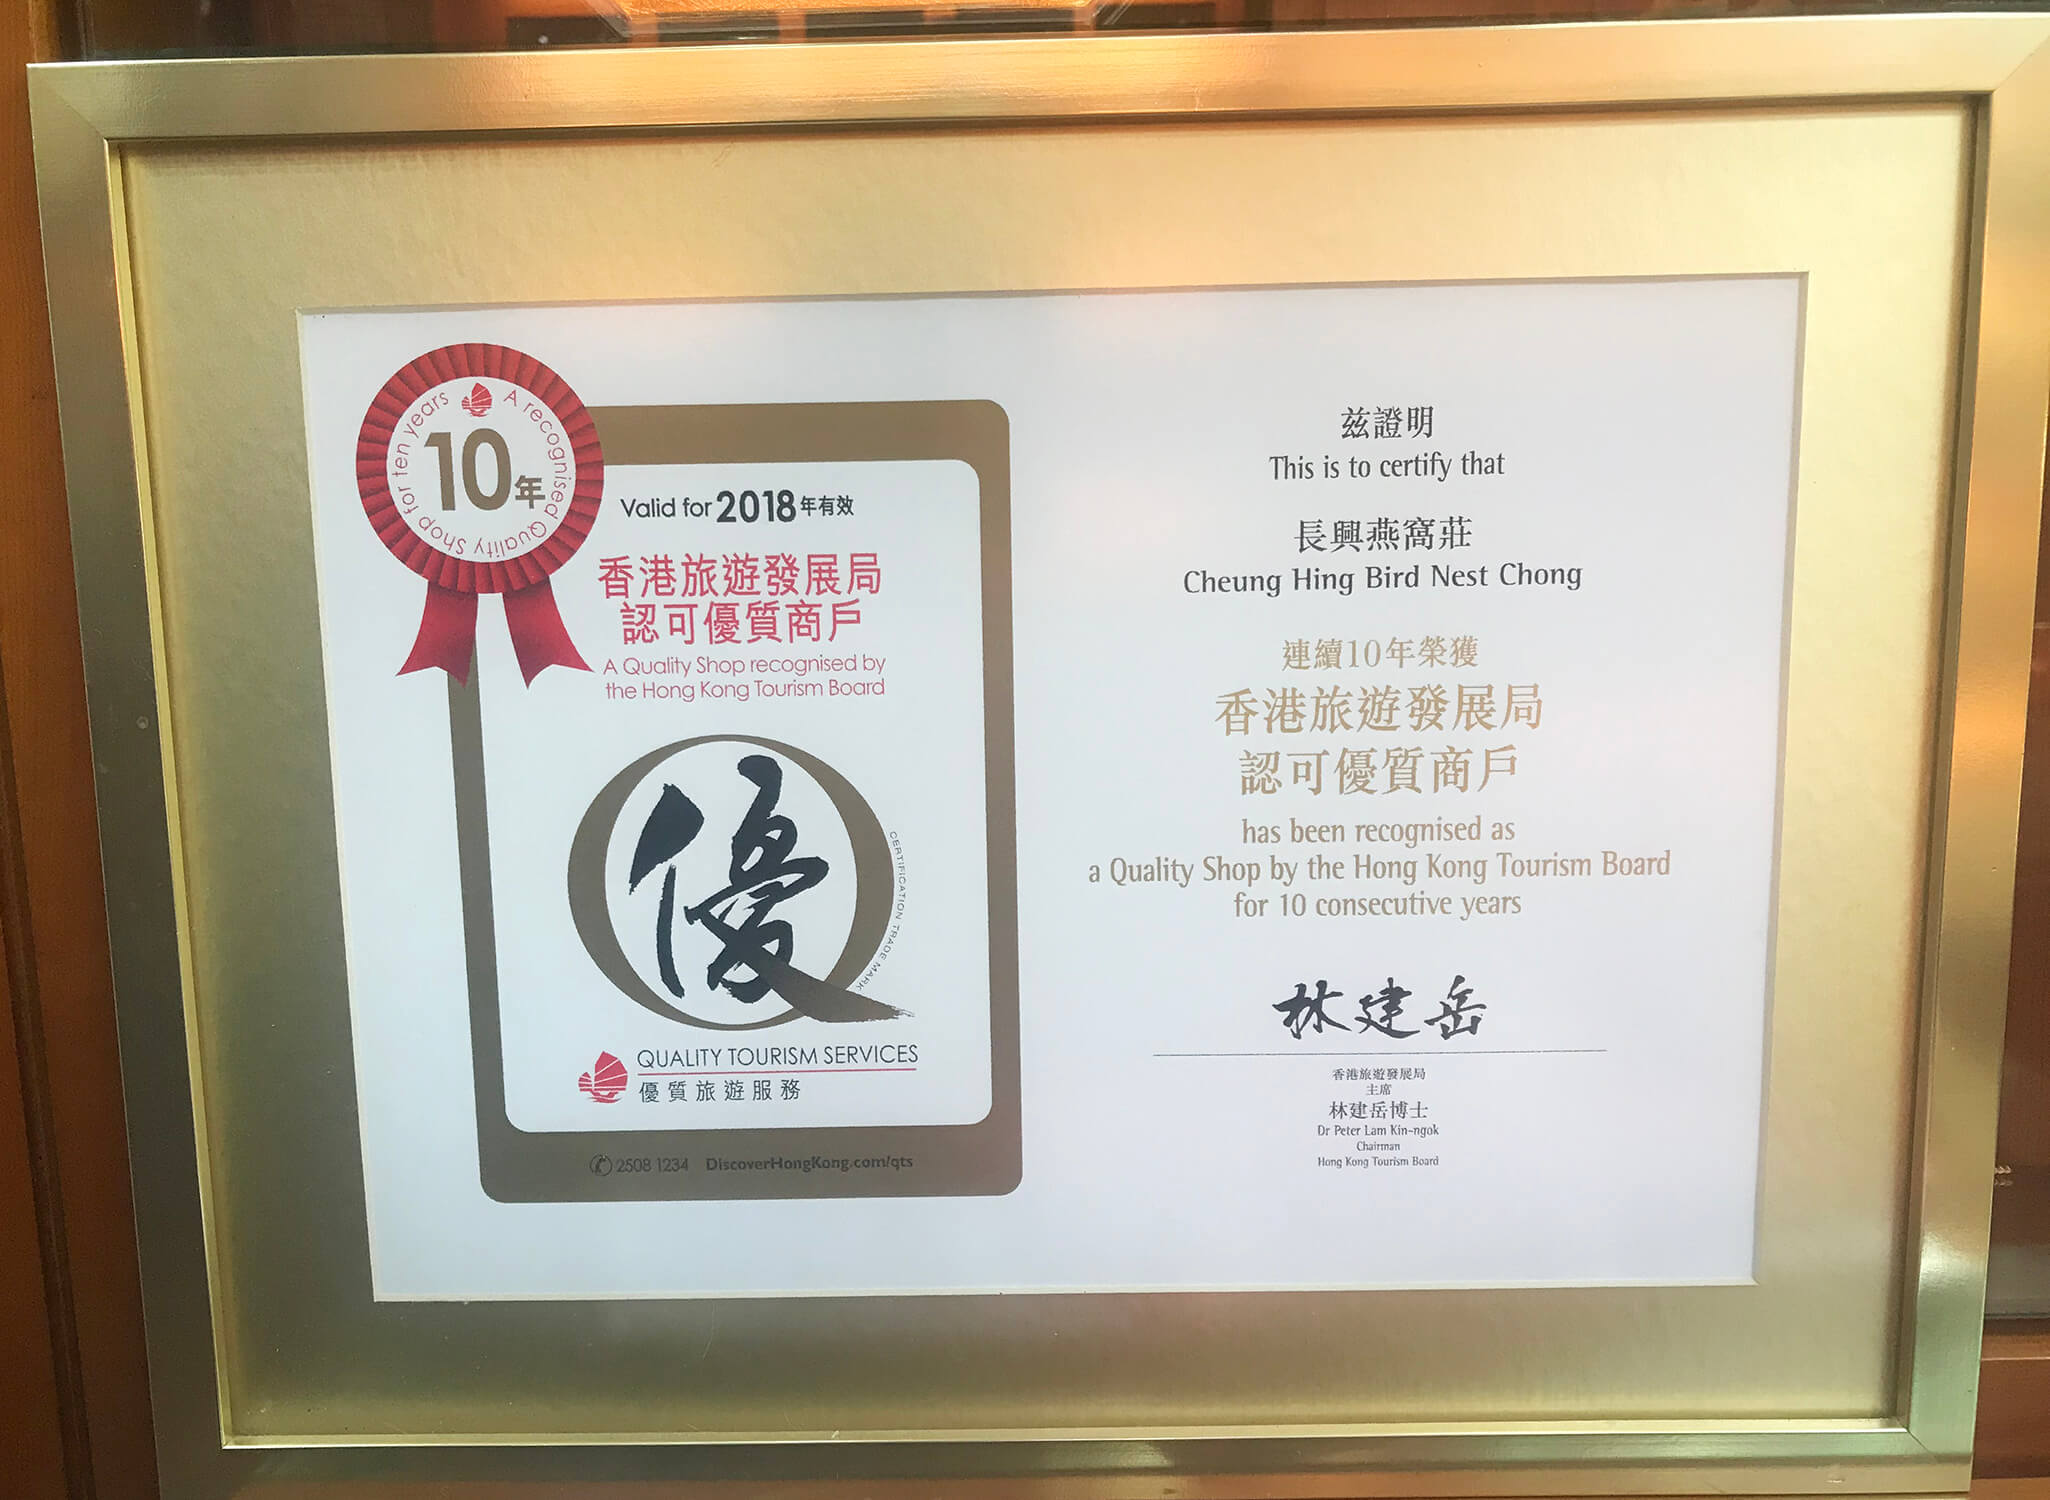 A recognised Quality Shop for ten years
10年
Valid for 2018年有效
香港旅遊發展局
認可優質商戶
A Quality Shop recognised by
the Hong Kong Tourism Board
優
CERTIFICATION TRADE MARK
QUALITY TOURISM SERVICES
優質旅遊服務
2508 1234 DiscoverHongKong.com/qts
茲證明
This is to certify that
長興燕窩莊
Cheung Hing Bird Nest Chong
連續10年榮獲
香港旅遊發展局
認可優質商戶
has been recognised as
a Quality Shop by the Hong Kong Tourism Board
for 10 consecutive years
林建岳
香港旅遊發展局
主席
林建岳博士
Dr Peter Lam Kin-ngok
Chairman
Hong Kong Tourism Board